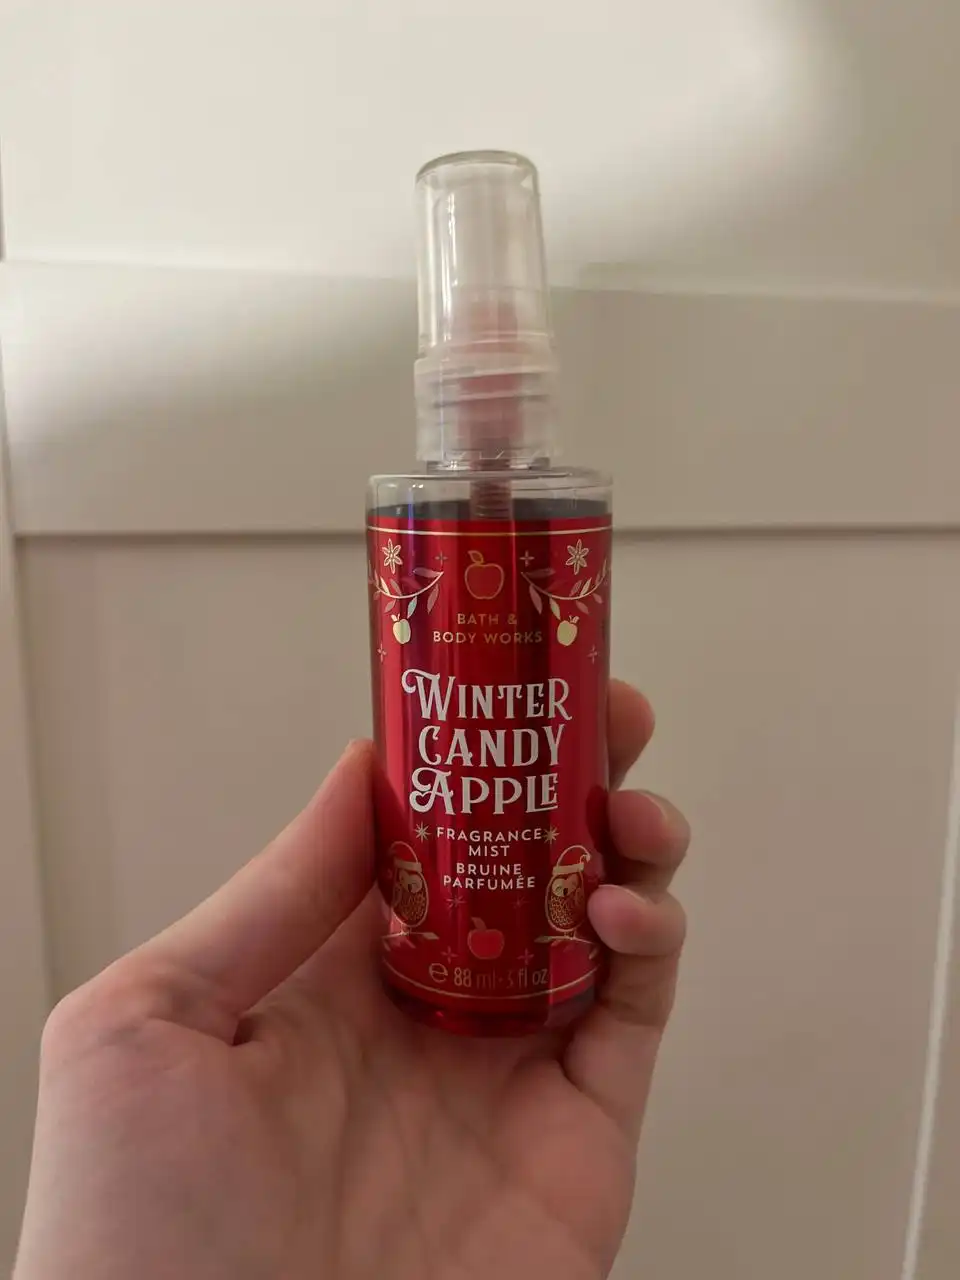 BATH &
BODY WORKS
WINTER
CANDY
APPLE
FRAGRANCE
MIST
BRUINE
PARFUMÉE
℮ 88 ml · 3 fl oz